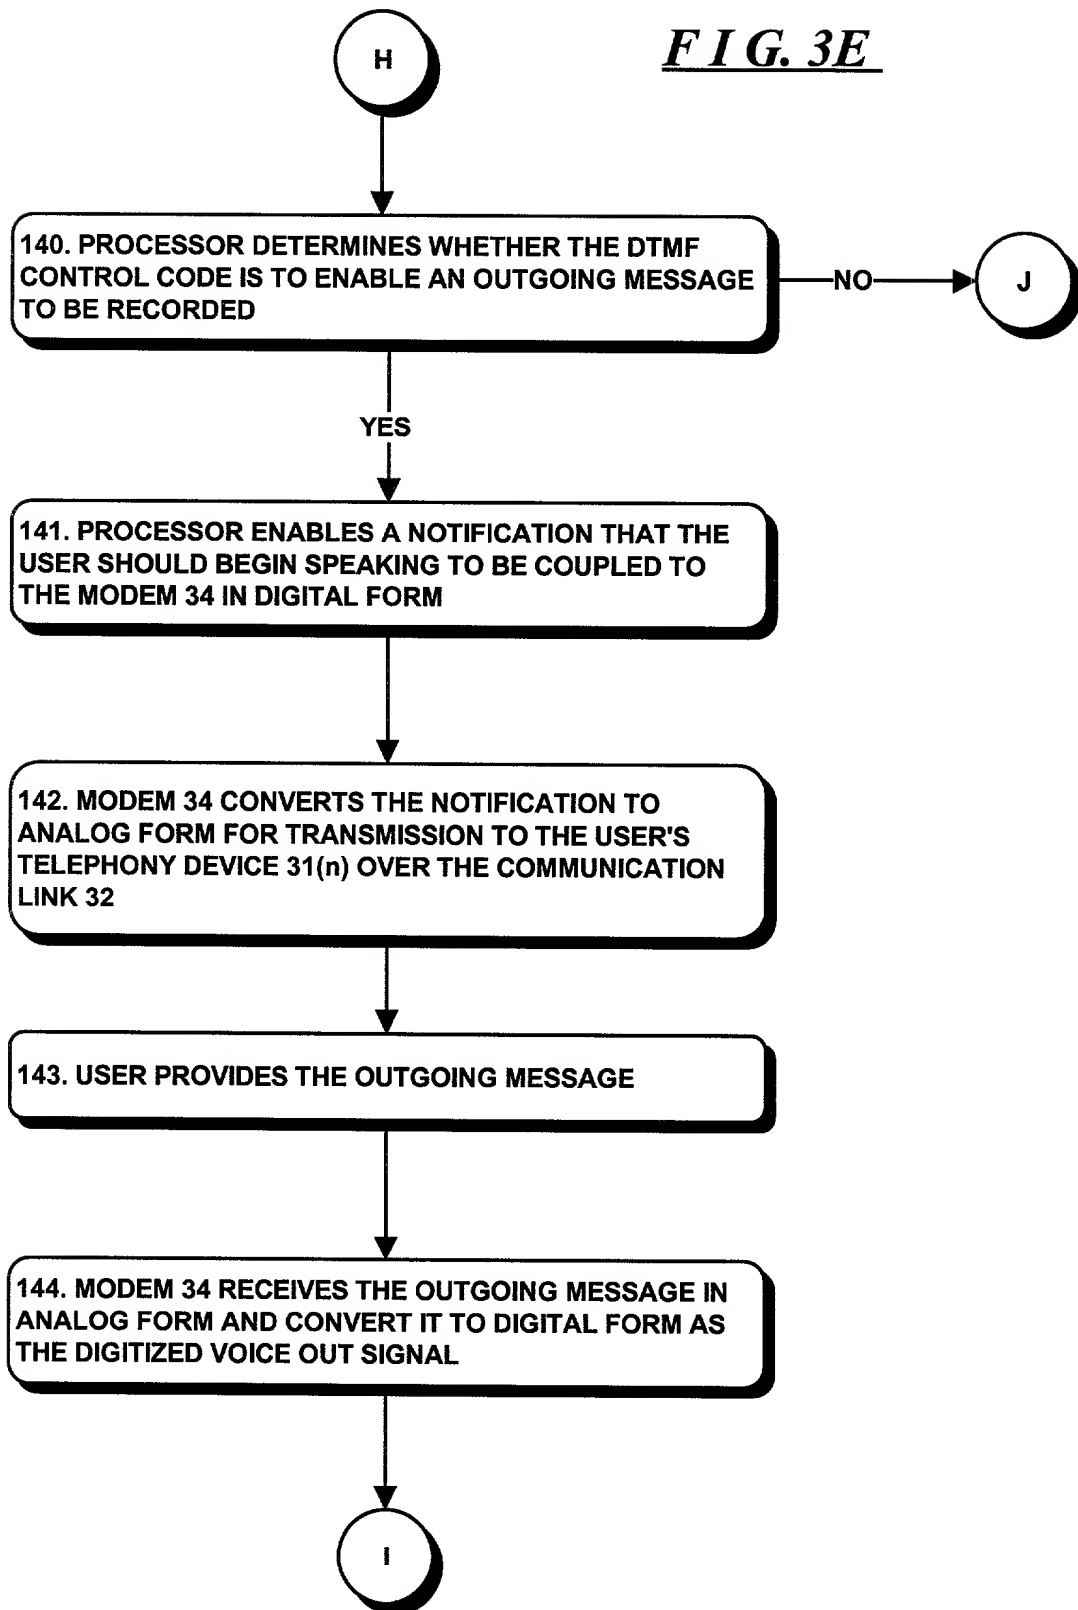 H
FIG. 3E
140. PROCESSOR DETERMINES WHETHER THE DTMF
CONTROL CODE IS TO ENABLE AN OUTGOING MESSAGE
TO BE RECORDED
NO
J
YES
141. PROCESSOR ENABLES A NOTIFICATION THAT THE
USER SHOULD BEGIN SPEAKING TO BE COUPLED TO
THE MODEM 34 IN DIGITAL FORM
142. MODEM 34 CONVERTS THE NOTIFICATION TO
ANALOG FORM FOR TRANSMISSION TO THE USER'S
TELEPHONY DEVICE 31(n) OVER THE COMMUNICATION
LINK 32
143. USER PROVIDES THE OUTGOING MESSAGE
144. MODEM 34 RECEIVES THE OUTGOING MESSAGE IN
ANALOG FORM AND CONVERT IT TO DIGITAL FORM AS
THE DIGITIZED VOICE OUT SIGNAL
I